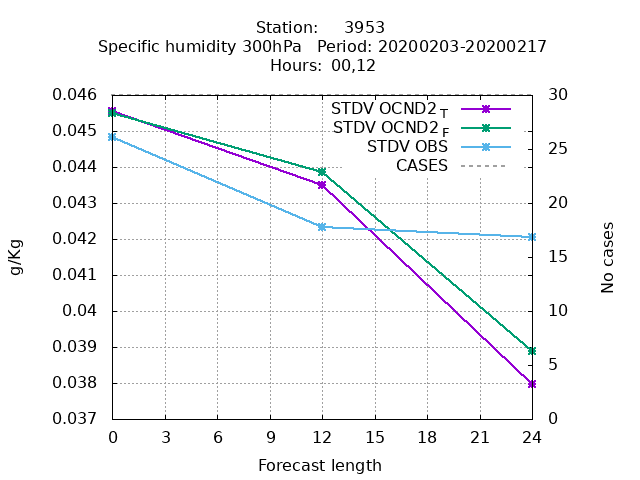 Station:     3953
Specific humidity 300hPa   Period: 20200203-20200217
Hours: 00,12
0.046
0.045
0.044
0.043
0.042
0.041
0.04
0.039
0.038
0.037
g/Kg
STDV OCND2_T
STDV OCND2_F
STDV OBS
CASES
30
25
20
15
10
5
0
No cases
0 3 6 9 12 15 18 21 24
Forecast length